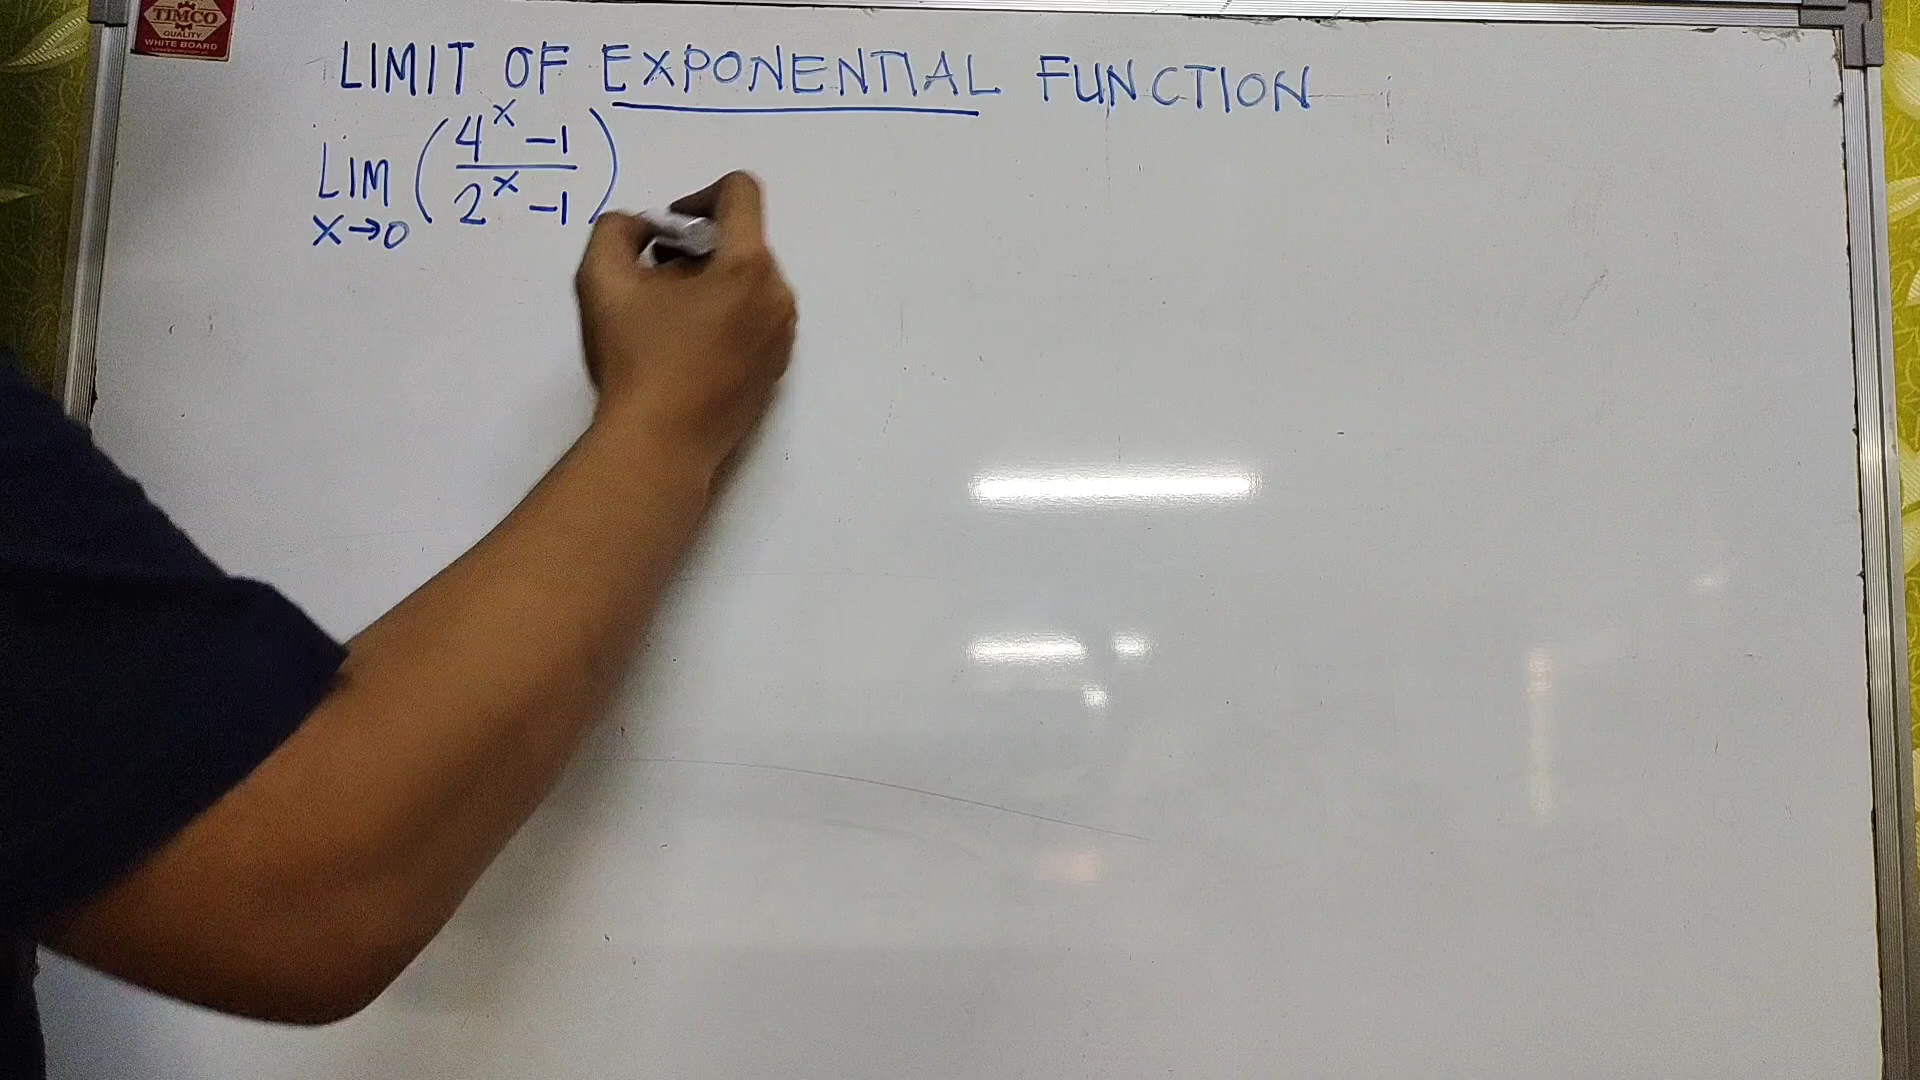 TIMCO
QUALITY
WHITE BOARD
LIMIT OF EXPONENTIAL FUNCTION
LIM (4^x -1 / 2^x -1)
x→0